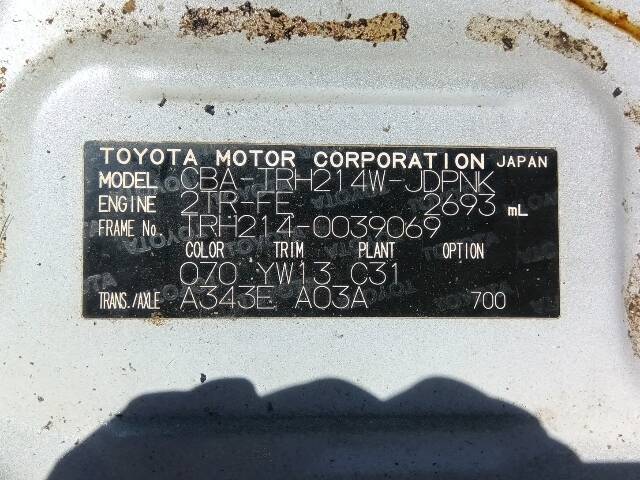 TOYOTA MOTOR CORPORATION JAPAN
MODEL CBA-TRH214W-JDPNK
ENGINE 2TR-FE 2693 mL
FRAME No. TRH214-0039069
COLOR TRIM PLANT OPTION
070 YW13 C31
TRANS./AXLE A343E A03A 700